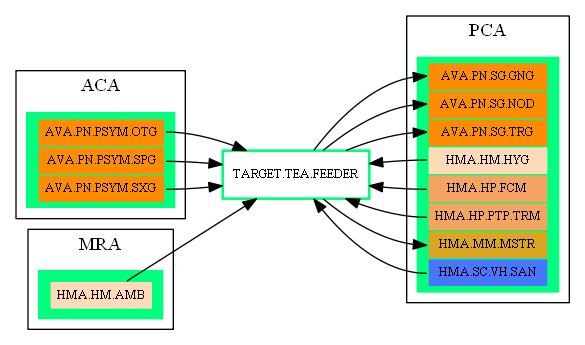 ACA
AVA.PN.PSYM.OTG
AVA.PN.PSYM.SPG
AVA.PN.PSYM.SXG
MRA
HMA.HM.AMB
TARGET.TEA.FEEDER
PCA
AVA.PN.SG.GNG
AVA.PN.SG.NOD
AVA.PN.SG.TRG
HMA.HM.HYG
HMA.HP.FCM
HMA.HP.PTP.TRM
HMA.MM.MSTR
HMA.SC.VH.SAN